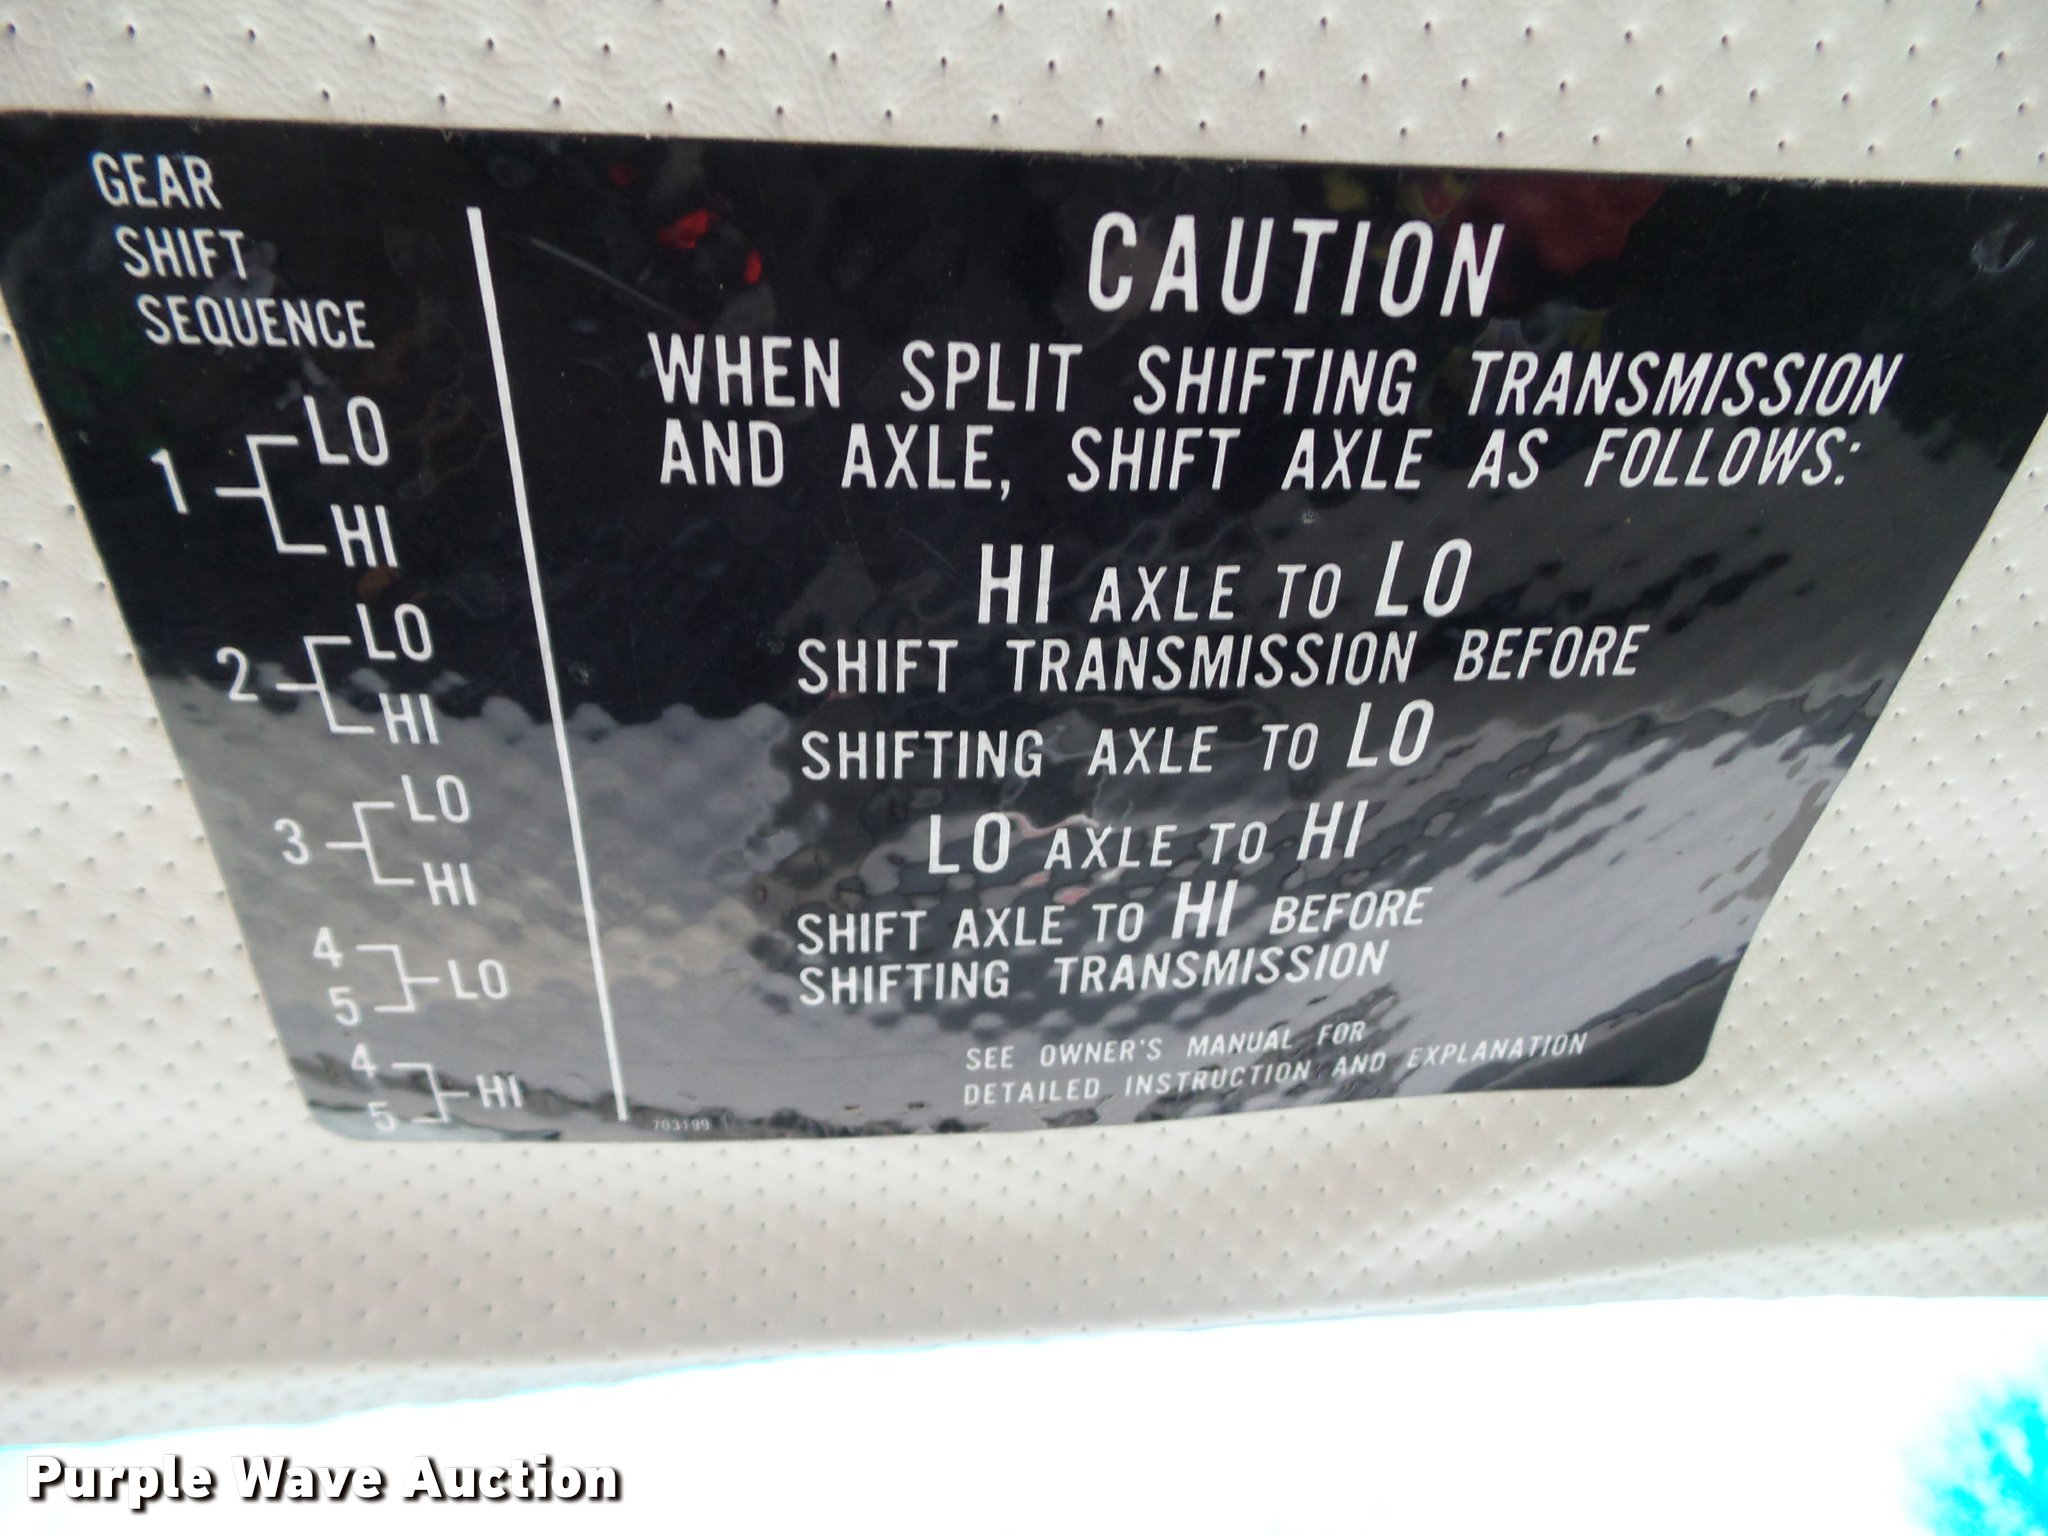 GEAR
SHIFT
SEQUENCE
1 LO
HI
2 LO
HI
3 LO
HI
4
5 LO
4
5 HI
CAUTION
WHEN SPLIT SHIFTING TRANSMISSION
AND AXLE, SHIFT AXLE AS FOLLOWS:
HI AXLE TO LO
SHIFT TRANSMISSION BEFORE
SHIFTING AXLE TO LO
LO AXLE TO HI
SHIFT AXLE TO HI BEFORE
SHIFTING TRANSMISSION
SEE OWNER'S MANUAL FOR
DETAILED INSTRUCTION AND EXPLANATION
703199
Purple Wave Auction